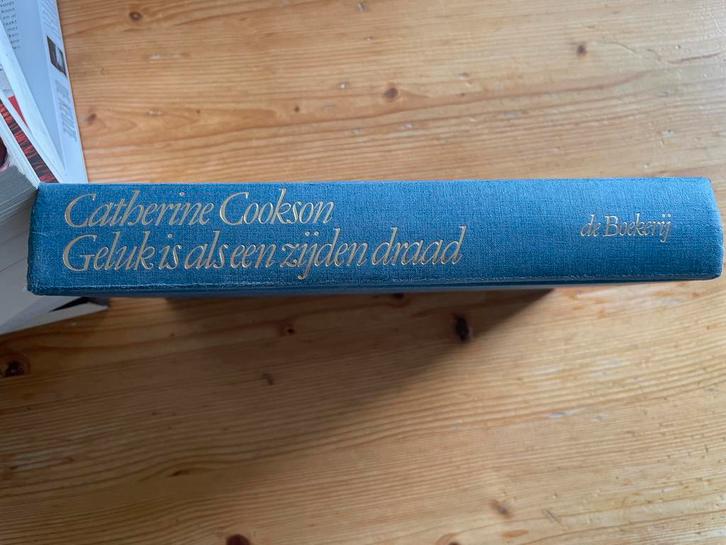 Catherine Cookson
Geluk is als een zijden draad
de Boekerij